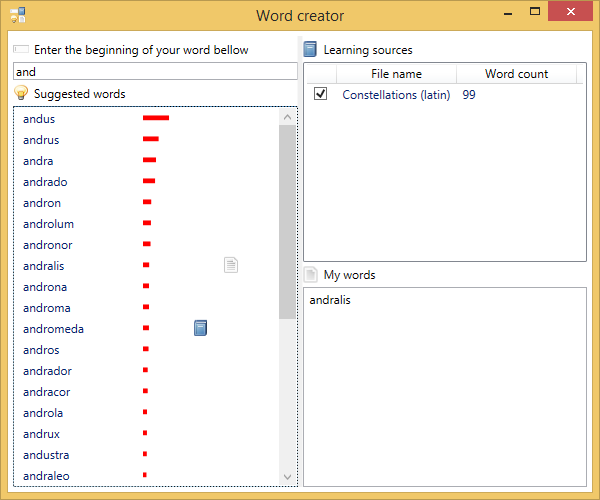 Word creator
Enter the beginning of your word bellow
and
Suggested words
andus
andrus
andra
andrado
andron
androlum
andronor
andralis
androna
androma
andromeda
andros
andrador
andracor
androla
andrux
andustra
andraleo
Learning sources
File name Word count
Constellations (latin) 99
My words
andralis